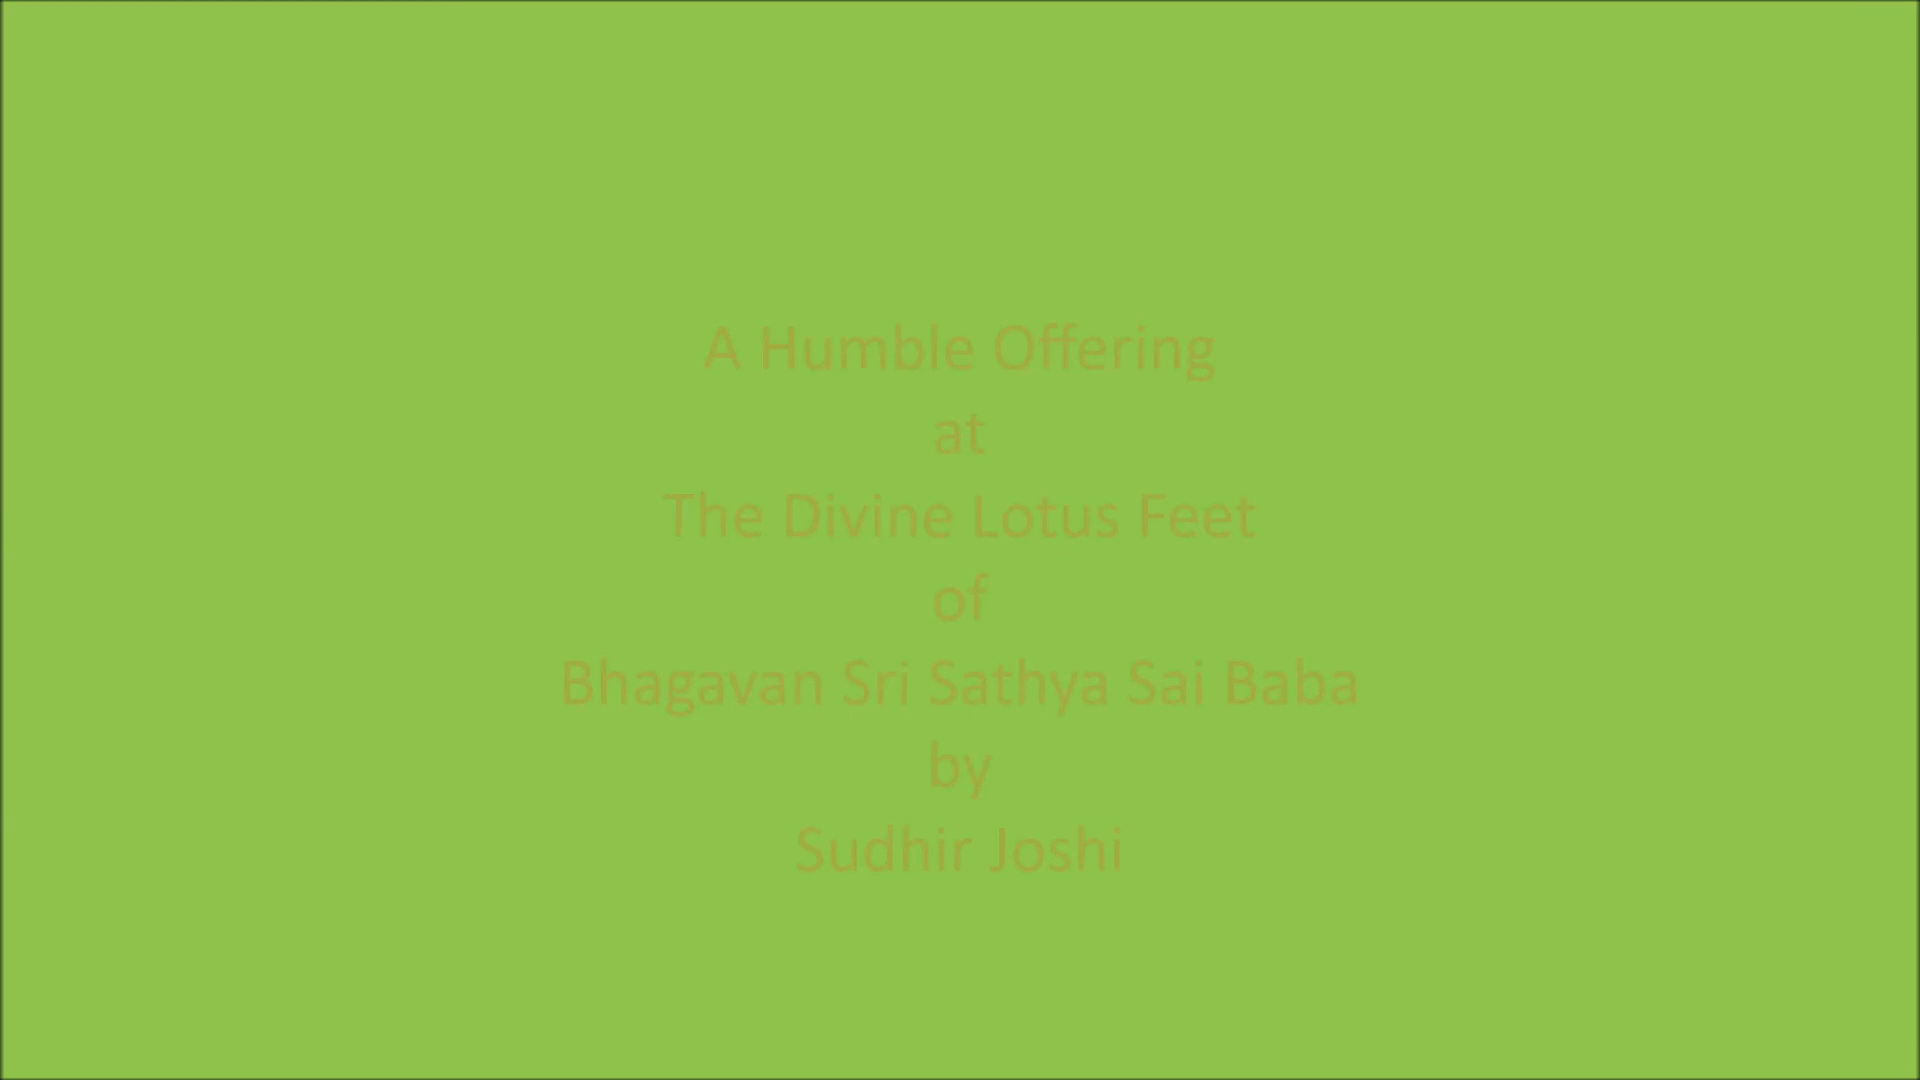 A Humble Offering
at
The Divine Lotus Feet
of
Bhagavan Sri Sathya Sai Baba
by
Sudhir Joshi